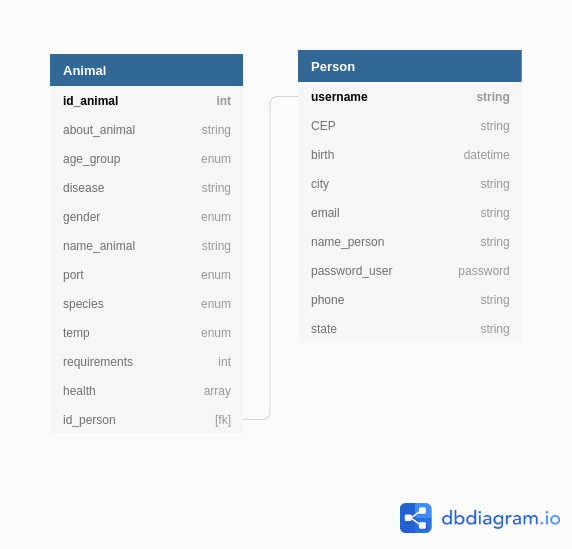 Animal
id_animal int
about_animal string
age_group enum
disease string
gender enum
name_animal string
port enum
species enum
temp enum
requirements int
health array
id_person [fk]
Person
username string
CEP string
birth datetime
city string
email string
name_person string
password_user password
phone string
state string
dbdiagram.io